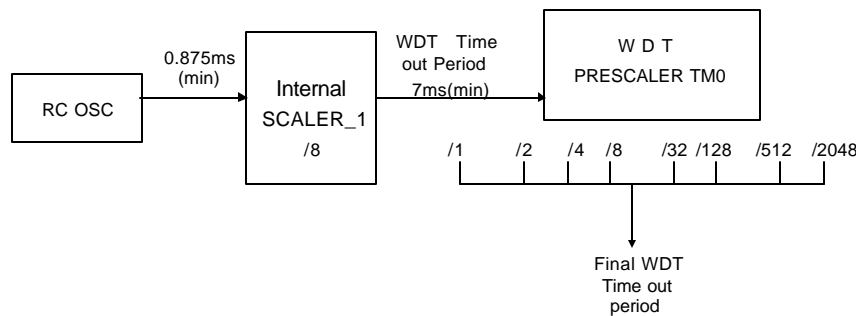 RC OSC
0.875ms
(min)
Internal
SCALER_1
/8
WDT Time
out Period
7ms(min)
W D T
PRESCALER TM0
/1 /2 /4 /8 /32 /128 /512 /2048
Final WDT
Time out
period